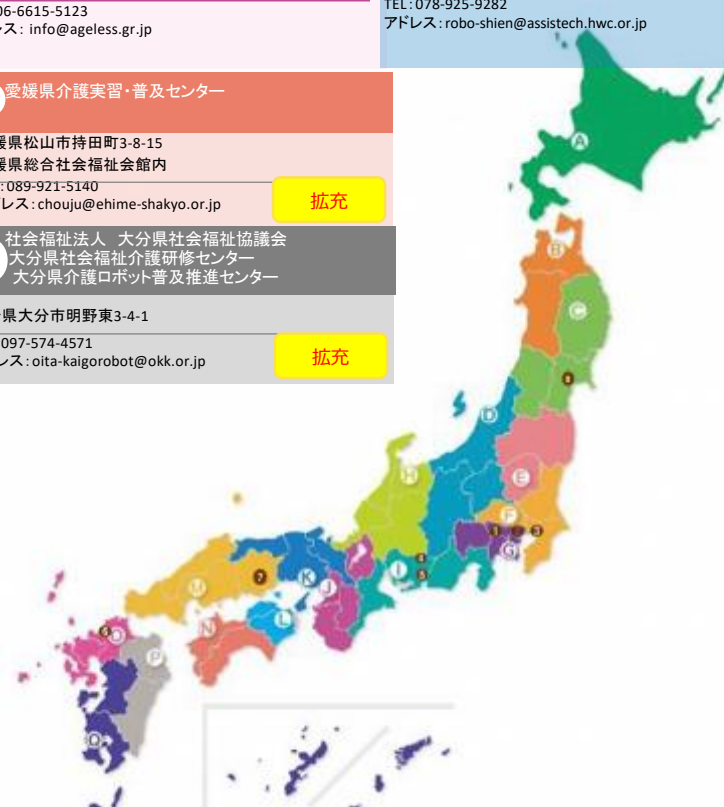 06-6615-5123
ス: info@ageless.gr.jp
TEL:078-925-9282
アドレス:robo-shien@assistech.hwc.or.jp
愛媛県介護実習・普及センター
媛県松山市持田町3-8-15
媛県総合社会福祉会館内
:089-921-5140
レス:chouju@ehime-shakyo.or.jp
拡充
社会福祉法人 大分県社会福祉協議会
大分県社会福祉介護研修センター
大分県介護ロボット普及推進センター
県大分市明野東3-4-1
097-574-4571
レス:oita-kaigorobot@okk.or.jp
拡充
A
B
C
D
E
F
G
H
I
J
K
L
M
N
O
P
Q
1
2
3
4
5
6
7